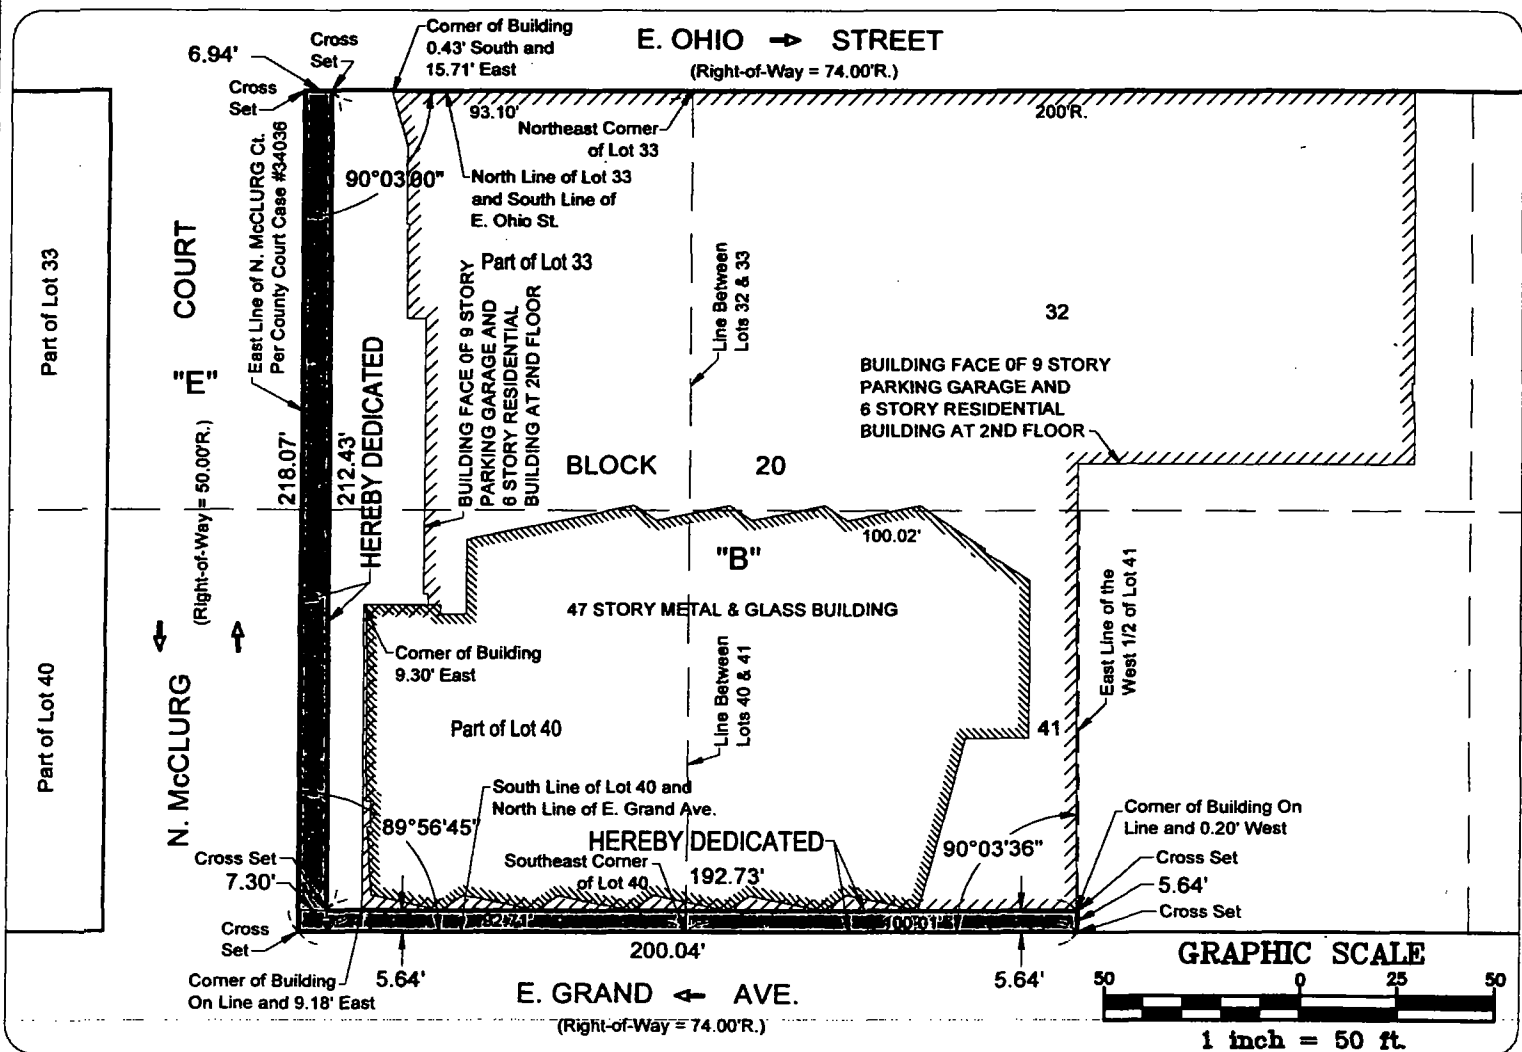 E. OHIO → STREET
(Right-of-Way = 74.00'R.)
6.94'
Cross
Set
Cross
Set
Corner of Building
0.43' South and
15.71' East
93.10'
Northeast Corner
of Lot 33
200'R.
90°03'00"
North Line of Lot 33
and South Line of
E. Ohio St.
East Line of N. McCLURG Ct.
Per County Court Case #34036
Part of Lot 33
COURT
"E"
(Right-of-Way = 50.00'R.)
N. McCLURG
Part of Lot 40
218.07'
212.43'
HEREBY DEDICATED
Part of Lot 33
BUILDING FACE OF 9 STORY
PARKING GARAGE AND
6 STORY RESIDENTIAL
BUILDING AT 2ND FLOOR
Line Between
Lots 32 & 33
32
BUILDING FACE OF 9 STORY
PARKING GARAGE AND
6 STORY RESIDENTIAL
BUILDING AT 2ND FLOOR
BLOCK 20
100.02'
"B"
47 STORY METAL & GLASS BUILDING
East Line of the
West 1/2 of Lot 41
Corner of Building
9.30' East
Line Between
Lots 40 & 41
Part of Lot 40
41
South Line of Lot 40 and
North Line of E. Grand Ave.
89°56'45"
HEREBY DEDICATED
90°03'36"
Corner of Building On
Line and 0.20' West
Cross Set
7.30'
Southeast Corner
of Lot 40
192.73'
Cross Set
5.64'
Cross Set
92.71'
100.01'
Cross
Set
200.04'
Corner of Building
On Line and 9.18' East
5.64'
5.64'
E. GRAND ← AVE.
(Right-of-Way = 74.00'R.)
GRAPHIC SCALE
50 0 25 50
1 inch = 50 ft.